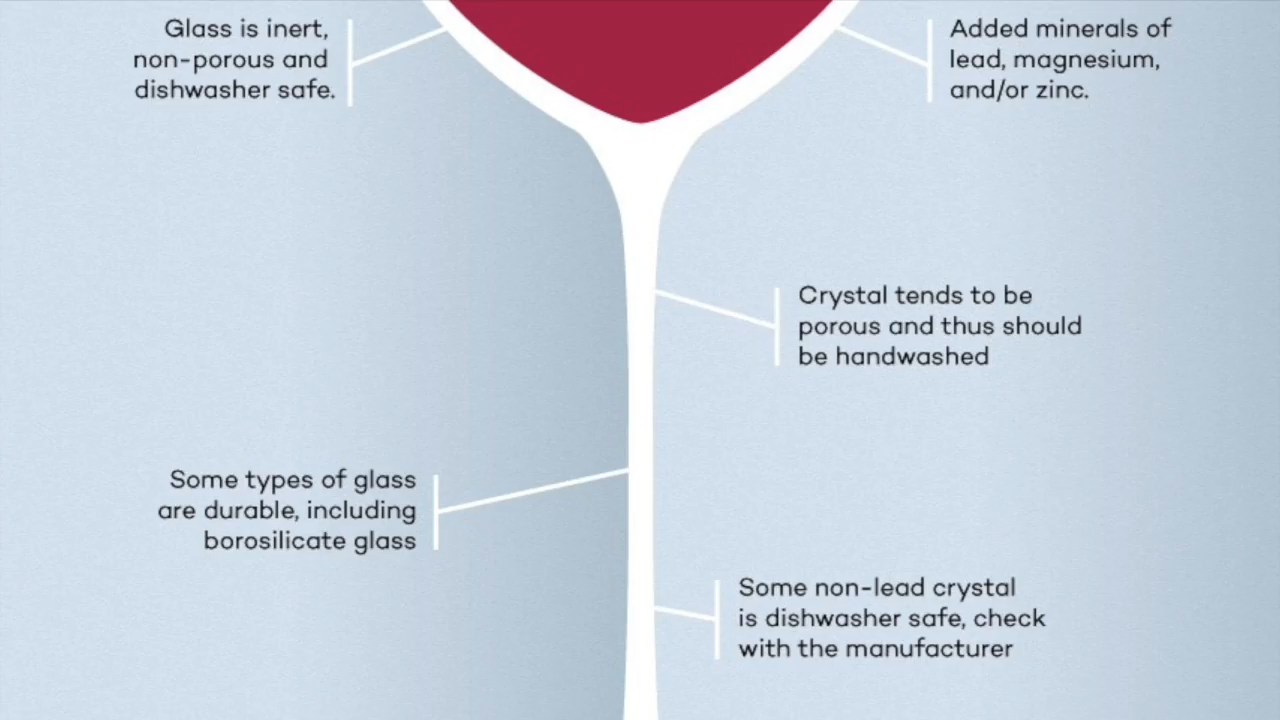 Glass is inert,
non-porous and
dishwasher safe.
Added minerals of
lead, magnesium,
and/or zinc.
Crystal tends to be
porous and thus should
be handwashed
Some types of glass
are durable, including
borosilicate glass
Some non-lead crystal
is dishwasher safe, check
with the manufacturer